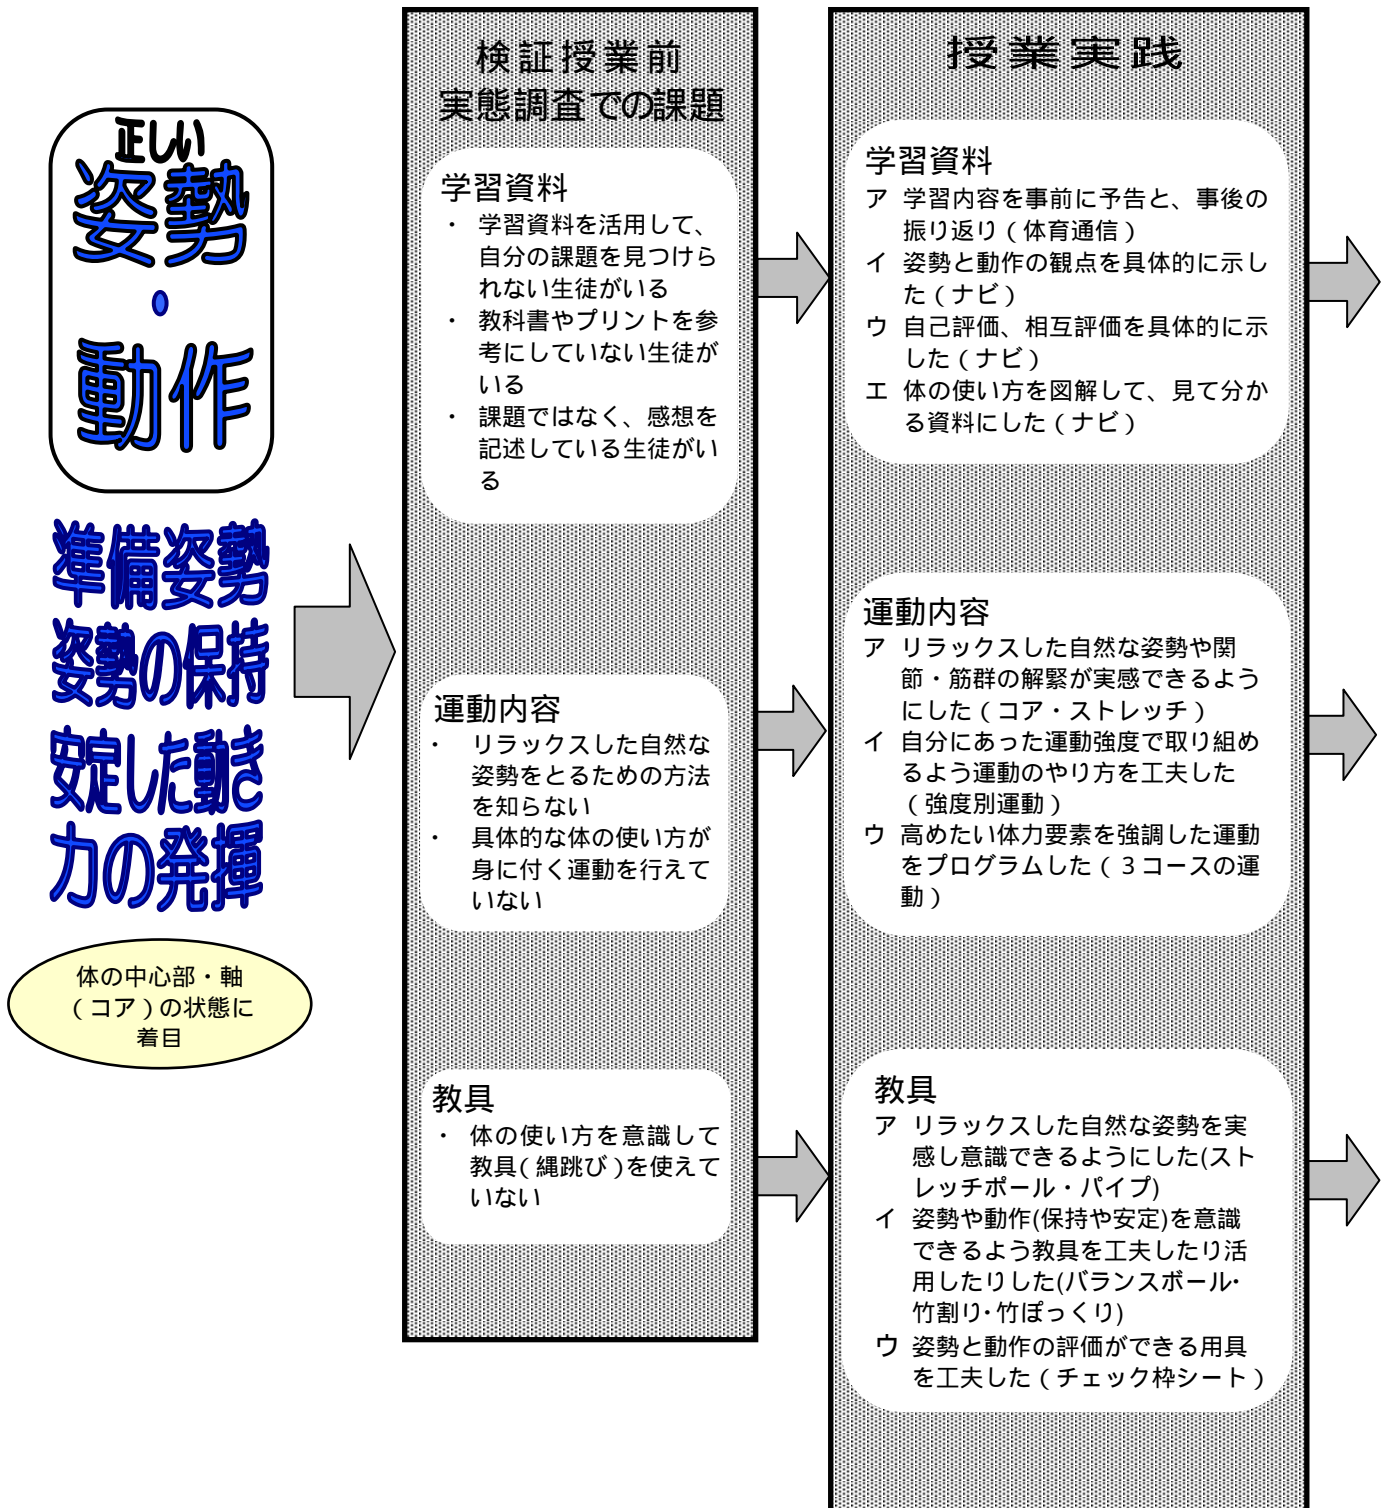 正しい
姿勢
・
動作
準備姿勢
姿勢の保持
安定した動き
力の発揮
体の中心部・軸
（コア）の状態に
着目
検証授業前
実態調査での課題
学習資料
・ 学習資料を活用して、
自分の課題を見つけら
れない生徒がいる
・ 教科書やプリントを参
考にしていない生徒が
いる
・ 課題ではなく、感想を
記述している生徒がい
る
運動内容
・ リラックスした自然な
姿勢をとるための方法
を知らない
・ 具体的な体の使い方が
身に付く運動を行えて
いない
教具
・ 体の使い方を意識して
教具（縄跳び）を使えて
いない
授業実践
学習資料
ア 学習内容を事前に予告と、事後の
振り返り（体育通信）
イ 姿勢と動作の観点を具体的に示し
た（ナビ）
ウ 自己評価、相互評価を具体的に示
した（ナビ）
エ 体の使い方を図解して、見て分か
る資料にした（ナビ）
運動内容
ア リラックスした自然な姿勢や関
節・筋群の解緊が実感できるよう
にした（コア・ストレッチ）
イ 自分にあった運動強度で取り組め
るよう運動のやり方を工夫した
（強度別運動）
ウ 高めたい体力要素を強調した運動
をプログラムした（３コースの運
動）
教具
ア リラックスした自然な姿勢を実
感し意識できるようにした(スト
レッチポール・パイプ)
イ 姿勢や動作(保持や安定)を意識
できるよう教具を工夫したり活
用したりした(バランスボール・
竹割り・竹ぽっくり)
ウ 姿勢と動作の評価ができる用具
を工夫した（チェック枠シート）